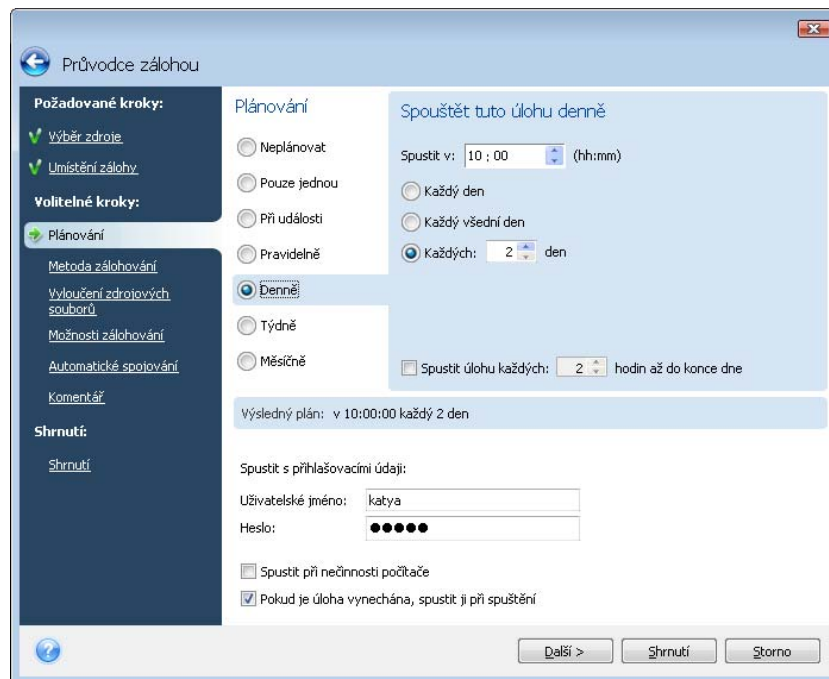 Průvodce zálohou
Požadované kroky:
Výběr zdroje
Umístění zálohy
Volitelné kroky:
Plánování
Metoda zálohování
Vyloučení zdrojových
souborů
Možnosti zálohování
Automatické spojování
Komentář
Shrnutí:
Shrnutí
Plánování
Neplánovat
Pouze jednou
Při události
Pravidelně
Denně
Týdně
Měsíčně
Spouštět tuto úlohu denně
Spustit v: 10 : 00 (hh:mm)
Každý den
Každý všední den
Každých: 2 den
Spustit úlohu každých: 2 hodin až do konce dne
Výsledný plán: v 10:00:00 každý 2 den
Spustit s přihlašovacími údaji:
Uživatelské jméno: katya
Heslo: ●●●●●
Spustit při nečinnosti počítače
Pokud je úloha vynechána, spustit ji při spuštění
Další >
Shrnutí
Storno